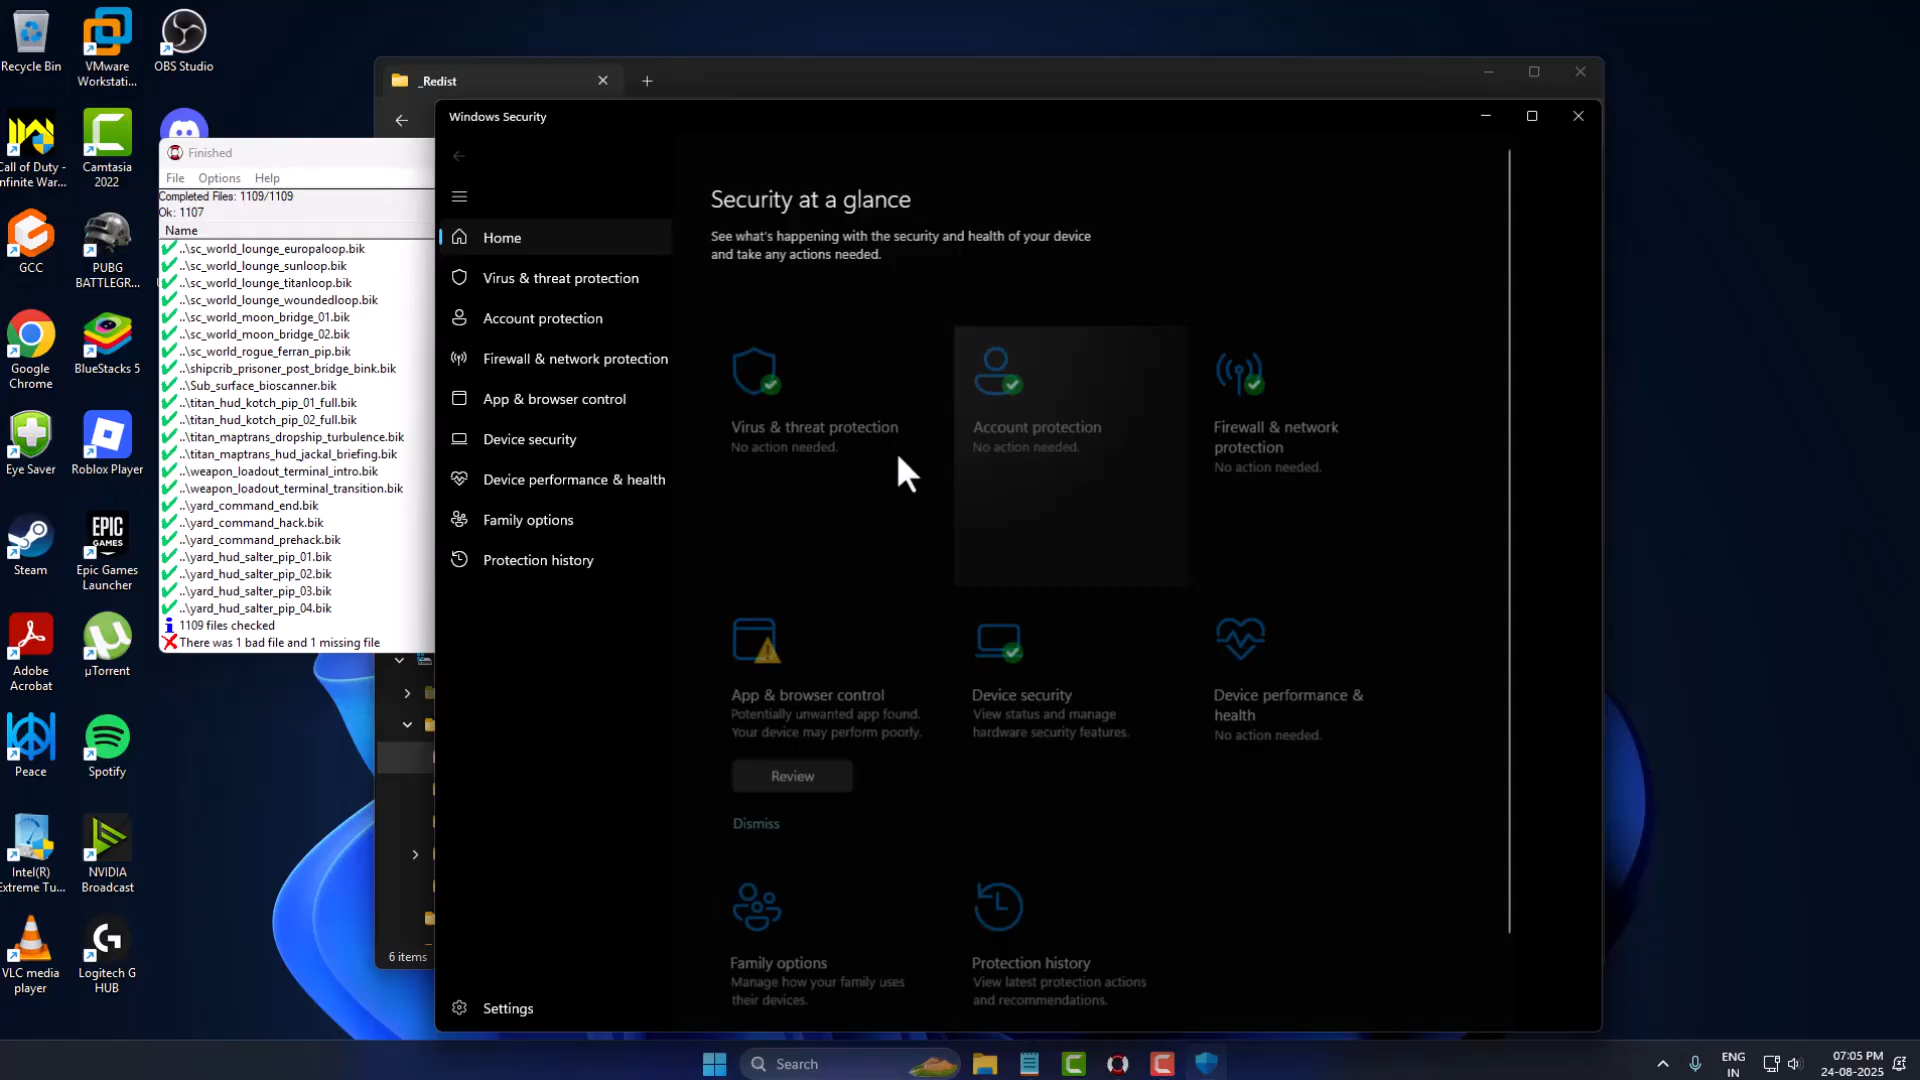 Recycle Bin
VMware
Workstati...
OBS Studio
Call of Duty -
Infinite War...
Camtasia
2022
GCC
PUBG
BATTLEGR...
Google
Chrome
BlueStacks 5
Eye Saver
Roblox Player
Steam
EPIC
GAMES
Epic Games
Launcher
Adobe
Acrobat
µTorrent
Peace
Spotify
Intel(R)
Extreme Tu...
NVIDIA
Broadcast
VLC media
player
Logitech G
HUB
Finished
File Options Help
Completed Files: 1109/1109
Ok: 1107
Name
..\sc_world_lounge_europaloop.bik
..\sc_world_lounge_sunloop.bik
..\sc_world_lounge_titanloop.bik
..\sc_world_lounge_woundedloop.bik
..\sc_world_moon_bridge_01.bik
..\sc_world_moon_bridge_02.bik
..\sc_world_rogue_ferran_pip.bik
..\shipcrib_prisoner_post_bridge_bink.bik
..\Sub_surface_bioscanner.bik
..\titan_hud_kotch_pip_01_full.bik
..\titan_hud_kotch_pip_02_full.bik
..\titan_maptrans_dropship_turbulence.bik
..\titan_maptrans_hud_jackal_briefing.bik
..\weapon_loadout_terminal_intro.bik
..\weapon_loadout_terminal_transition.bik
..\yard_command_end.bik
..\yard_command_hack.bik
..\yard_command_prehack.bik
..\yard_hud_salter_pip_01.bik
..\yard_hud_salter_pip_02.bik
..\yard_hud_salter_pip_03.bik
..\yard_hud_salter_pip_04.bik
1109 files checked
There was 1 bad file and 1 missing file
_Redist
6 items
Windows Security
Home
Virus & threat protection
Account protection
Firewall & network protection
App & browser control
Device security
Device performance & health
Family options
Protection history
Settings
Security at a glance
See what's happening with the security and health of your device
and take any actions needed.
Virus & threat protection
No action needed.
Account protection
No action needed.
Firewall & network
protection
No action needed.
App & browser control
Potentially unwanted app found.
Your device may perform poorly.
Review
Dismiss
Device security
View status and manage
hardware security features.
Device performance &
health
No action needed.
Family options
Manage how your family uses
their devices.
Protection history
View latest protection actions
and recommendations.
Search
ENG
IN
07:05 PM
24-08-2025